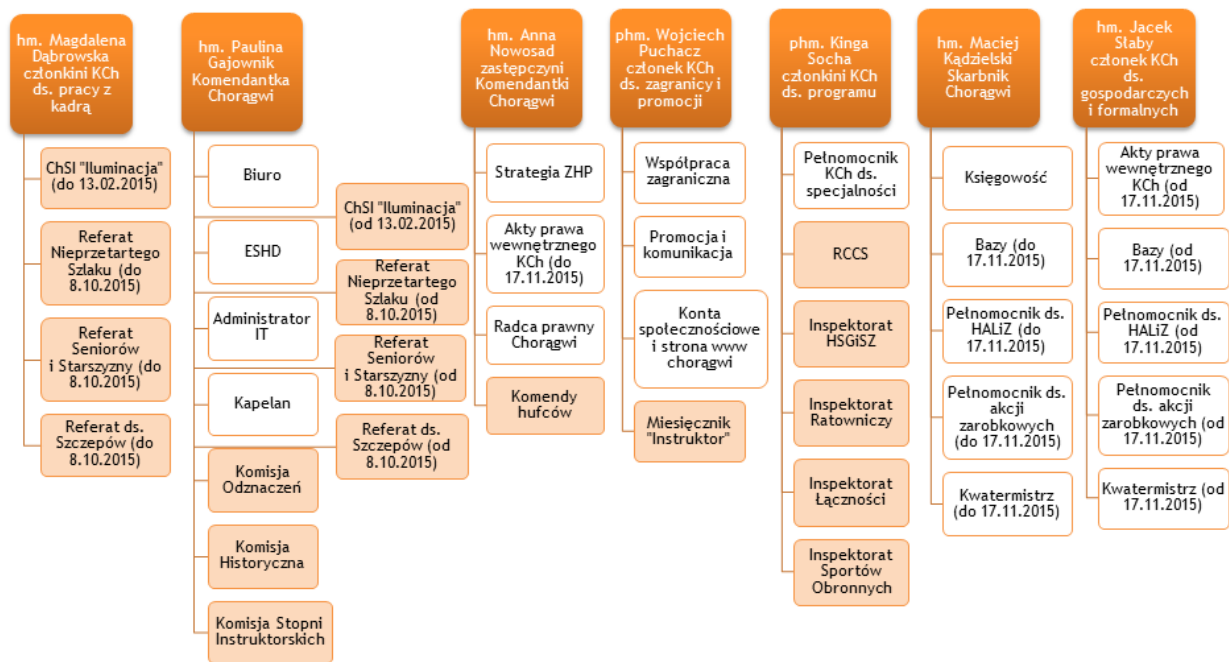 hm. Magdalena
Dąbrowska
członkini KCh
ds. pracy z
kadrą
ChSI "Iluminacja"
(do 13.02.2015)
Referat
Nieprzetartego
Szlaku (do
8.10.2015)
Referat
Seniorów
i Starszyzny (do
8.10.2015)
Referat ds.
Szczepów (do
8.10.2015)
hm. Paulina
Gajownik
Komendantka
Chorągwi
Biuro
ESHD
Administrator
IT
Kapelan
Komisja
Odznaczeń
Komisja
Historyczna
Komisja Stopni
Instruktorskich
ChSI "Iluminacja"
(od 13.02.2015)
Referat
Nieprzetartego
Szlaku (od
8.10.2015)
Referat
Seniorów
i Starszyzny (od
8.10.2015)
Referat ds.
Szczepów (od
8.10.2015)
hm. Anna
Nowosad
zastępczyni
Komendantki
Chorągwi
Strategia ZHP
Akty prawa
wewnętrznego
KCh (do
17.11.2015)
Radca prawny
Chorągwi
Komendy
hufców
phm. Wojciech
Puchacz
członek KCh
ds. zagranicy i
promocji
Współpraca
zagraniczna
Promocja i
komunikacja
Konta
społecznościowe
i strona www
chorągwi
Miesięcznik
"Instruktor"
phm. Kinga
Socha
członkini KCh
ds. programu
Pełnomocnik
KCh ds.
specjalności
RCCS
Inspektorat
HSGiSZ
Inspektorat
Ratowniczy
Inspektorat
Łączności
Inspektorat
Sportów
Obronnych
hm. Maciej
Kądzielski
Skarbnik
Chorągwi
Księgowość
Bazy (do
17.11.2015)
Pełnomocnik ds.
HALiZ (do
17.11.2015)
Pełnomocnik
ds. akcji
zarobkowych
(do 17.11.2015)
Kwatermistrz
(do 17.11.2015)
hm. Jacek
Słaby
członek KCh
ds.
gospodarczych
i formalnych
Akty prawa
wewnętrznego
KCh (od
17.11.2015)
Bazy (od
17.11.2015)
Pełnomocnik ds.
HALiZ (od
17.11.2015)
Pełnomocnik
ds. akcji
zarobkowych (od
17.11.2015)
Kwatermistrz (od
17.11.2015)